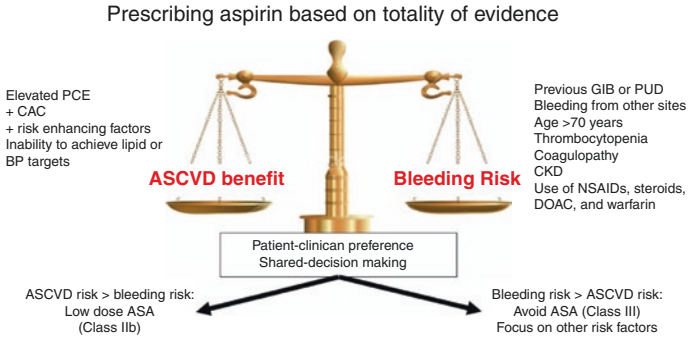 Prescribing aspirin based on totality of evidence
Elevated PCE
+ CAC
+ risk enhancing factors
Inability to achieve lipid or
BP targets
ASCVD benefit
Bleeding Risk
Previous GIB or PUD
Bleeding from other sites
Age >70 years
Thrombocytopenia
Coagulopathy
CKD
Use of NSAIDs, steroids,
DOAC, and warfarin
Patient-clinican preference
Shared-decision making
ASCVD risk > bleeding risk:
Low dose ASA
(Class IIb)
Bleeding risk > ASCVD risk:
Avoid ASA (Class III)
Focus on other risk factors